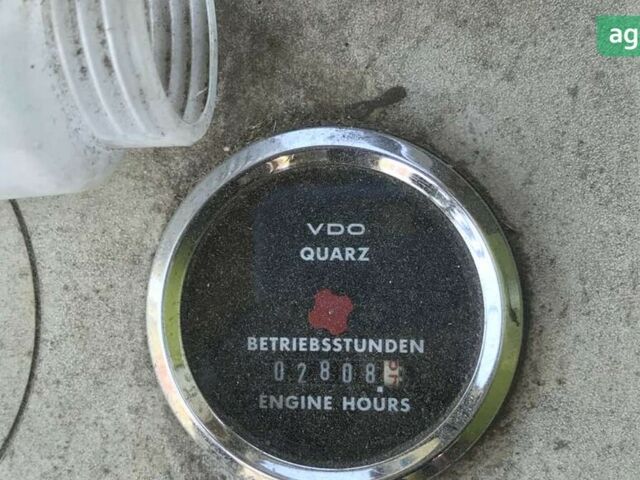 ag
VDO
QUARZ
BETRIEBSSTUNDEN
02808
ENGINE HOURS